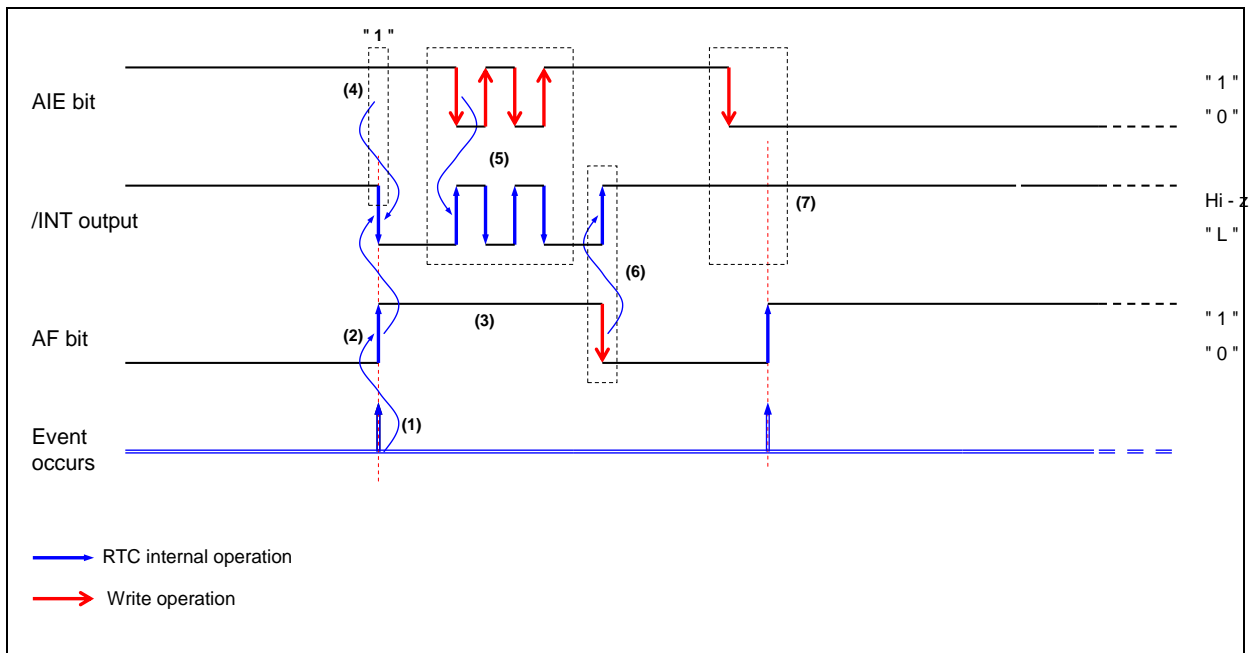 " 1 "
(4)
AIE bit
" 1 "
" 0 "
(5)
/INT output
(7)
Hi - z
" L "
(6)
(3)
AF bit
(2)
" 1 "
" 0 "
(1)
Event
occurs
RTC internal operation
Write operation